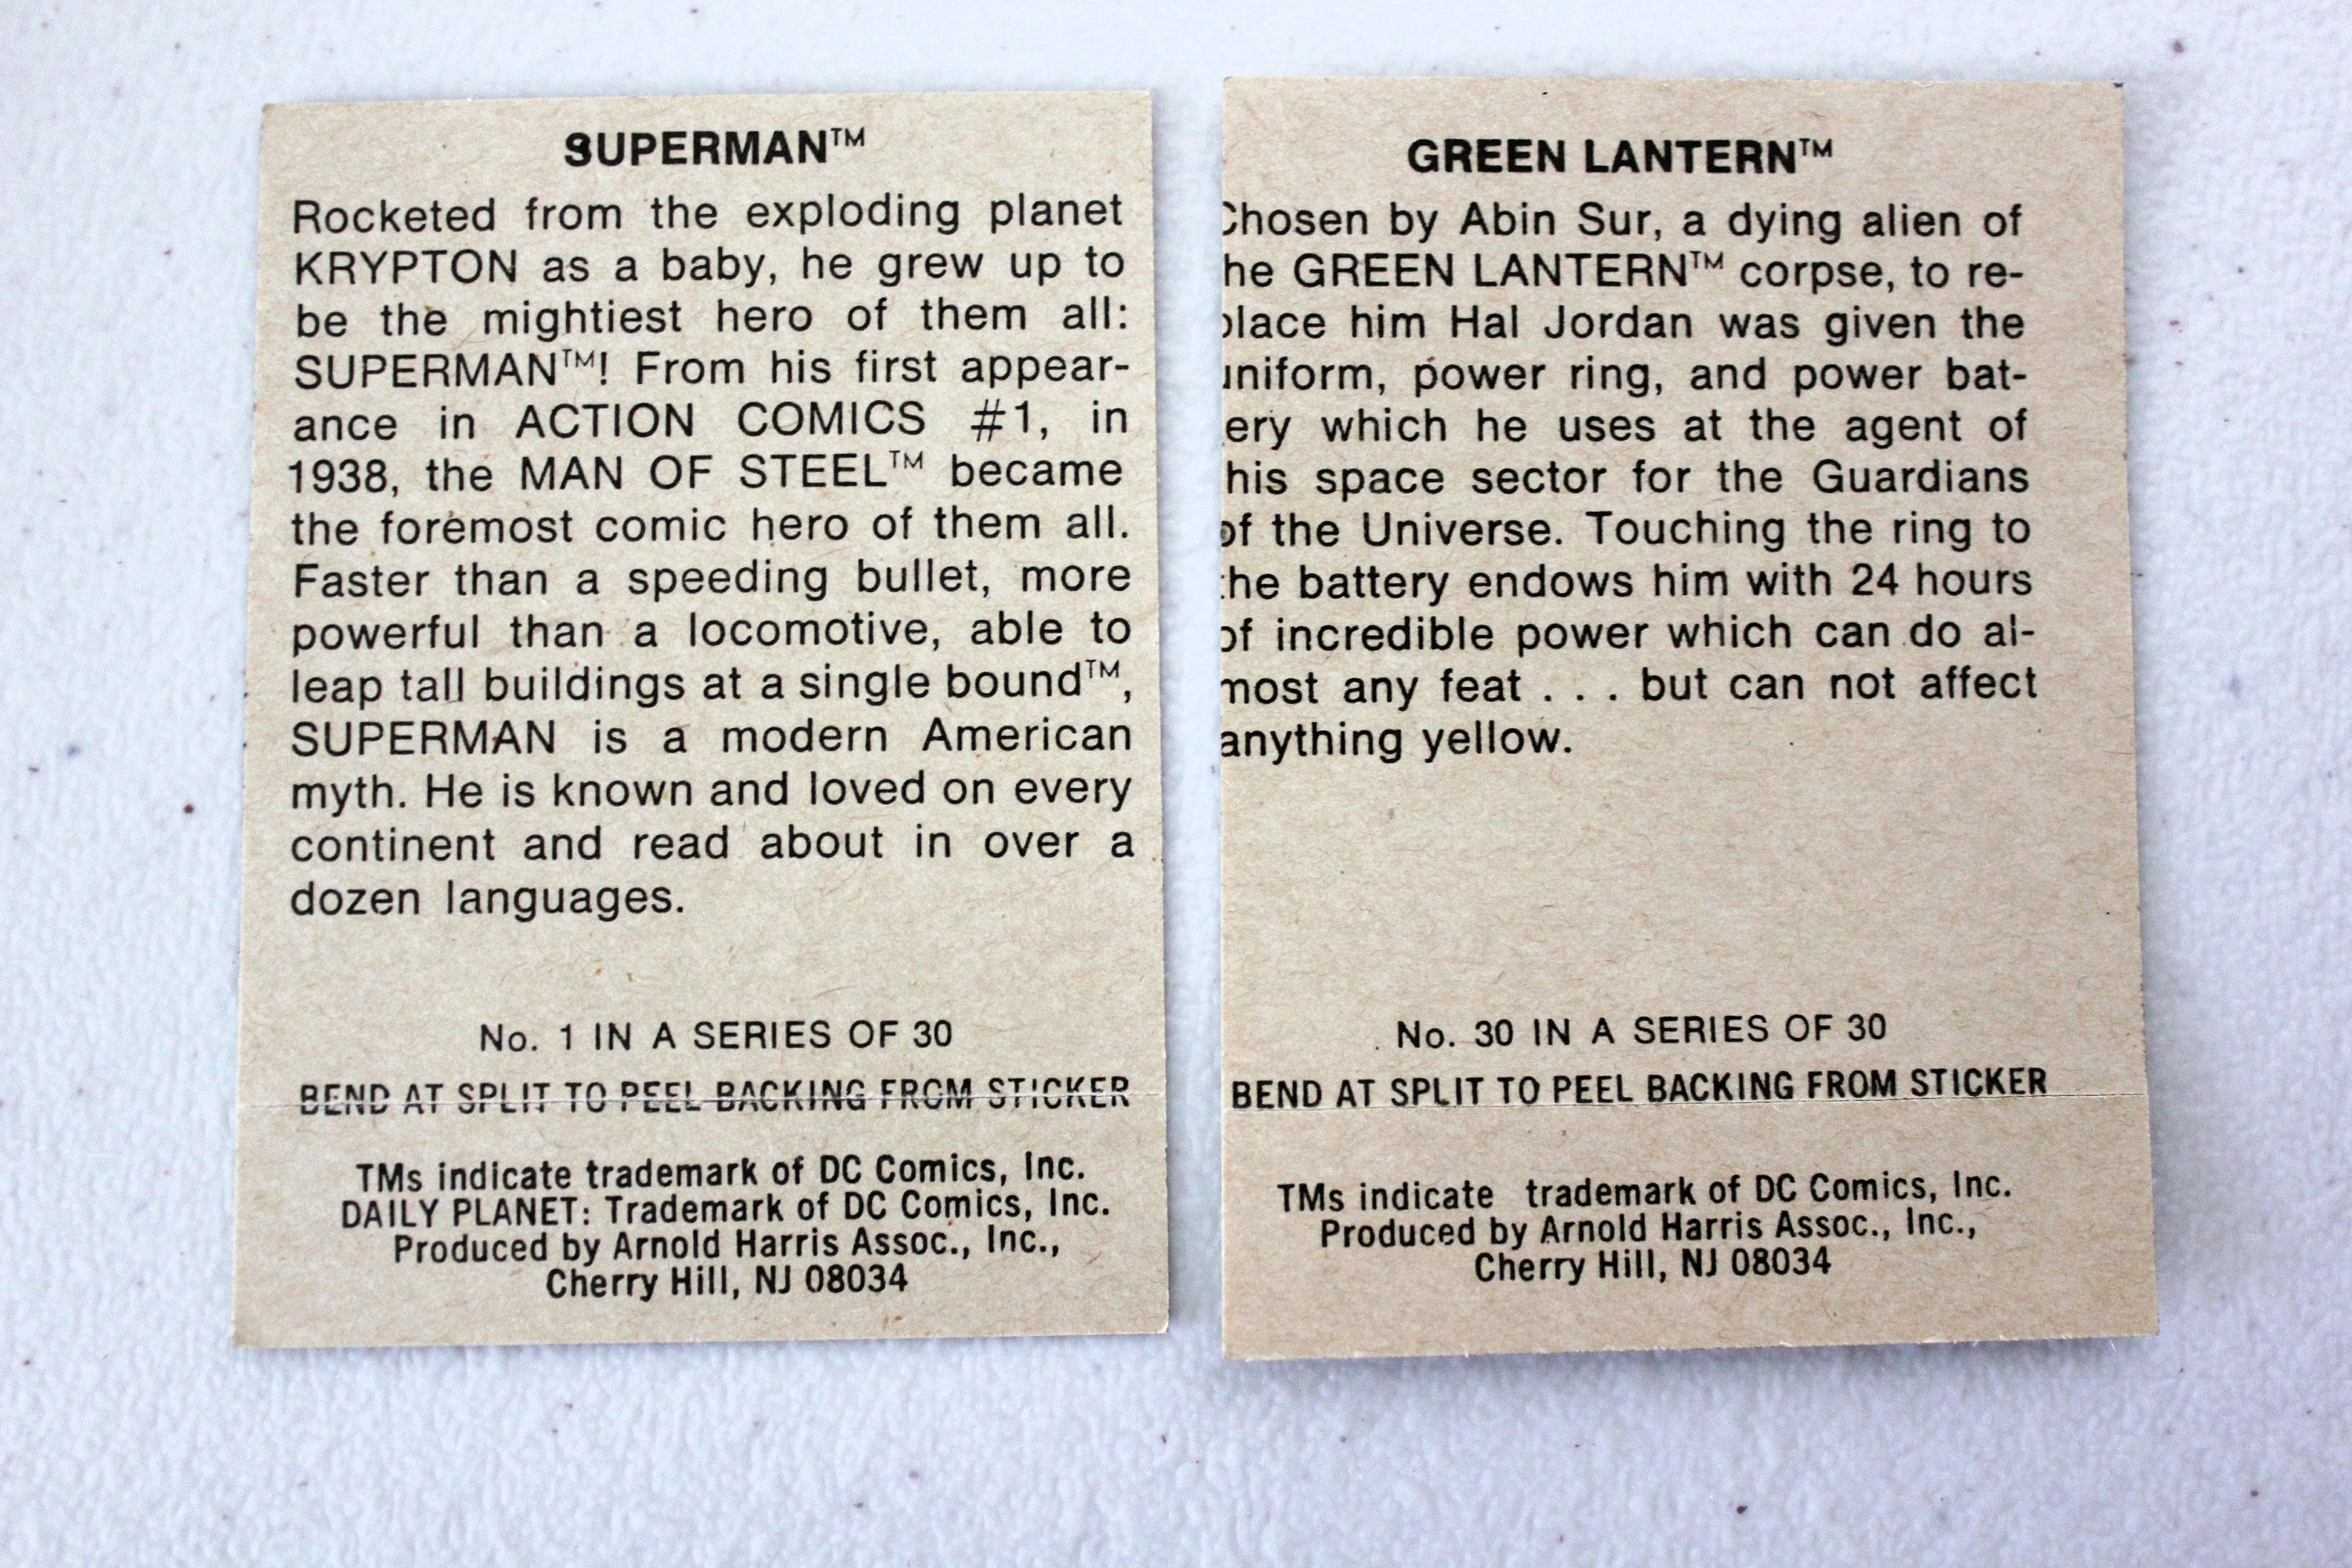 SUPERMAN™
Rocketed from the exploding planet
KRYPTON as a baby, he grew up to
be the mightiest hero of them all:
SUPERMAN™! From his first appear-
ance in ACTION COMICS #1, in
1938, the MAN OF STEEL™ became
the foremost comic hero of them all.
Faster than a speeding bullet, more
powerful than a locomotive, able to
leap tall buildings at a single bound™,
SUPERMAN is a modern American
myth. He is known and loved on every
continent and read about in over a
dozen languages.
No. 1 IN A SERIES OF 30
BEND AT SPLIT TO PEEL BACKING FROM STICKER
TMs indicate trademark of DC Comics, Inc.
DAILY PLANET: Trademark of DC Comics, Inc.
Produced by Arnold Harris Assoc., Inc.,
Cherry Hill, NJ 08034
GREEN LANTERN™
Chosen by Abin Sur, a dying alien of
he GREEN LANTERN™ corpse, to re-
place him Hal Jordan was given the
uniform, power ring, and power bat-
ery which he uses at the agent of
his space sector for the Guardians
of the Universe. Touching the ring to
the battery endows him with 24 hours
of incredible power which can do al-
most any feat . . . but can not affect
anything yellow.
No. 30 IN A SERIES OF 30
BEND AT SPLIT TO PEEL BACKING FROM STICKER
TMs indicate trademark of DC Comics, Inc.
Produced by Arnold Harris Assoc., Inc.,
Cherry Hill, NJ 08034